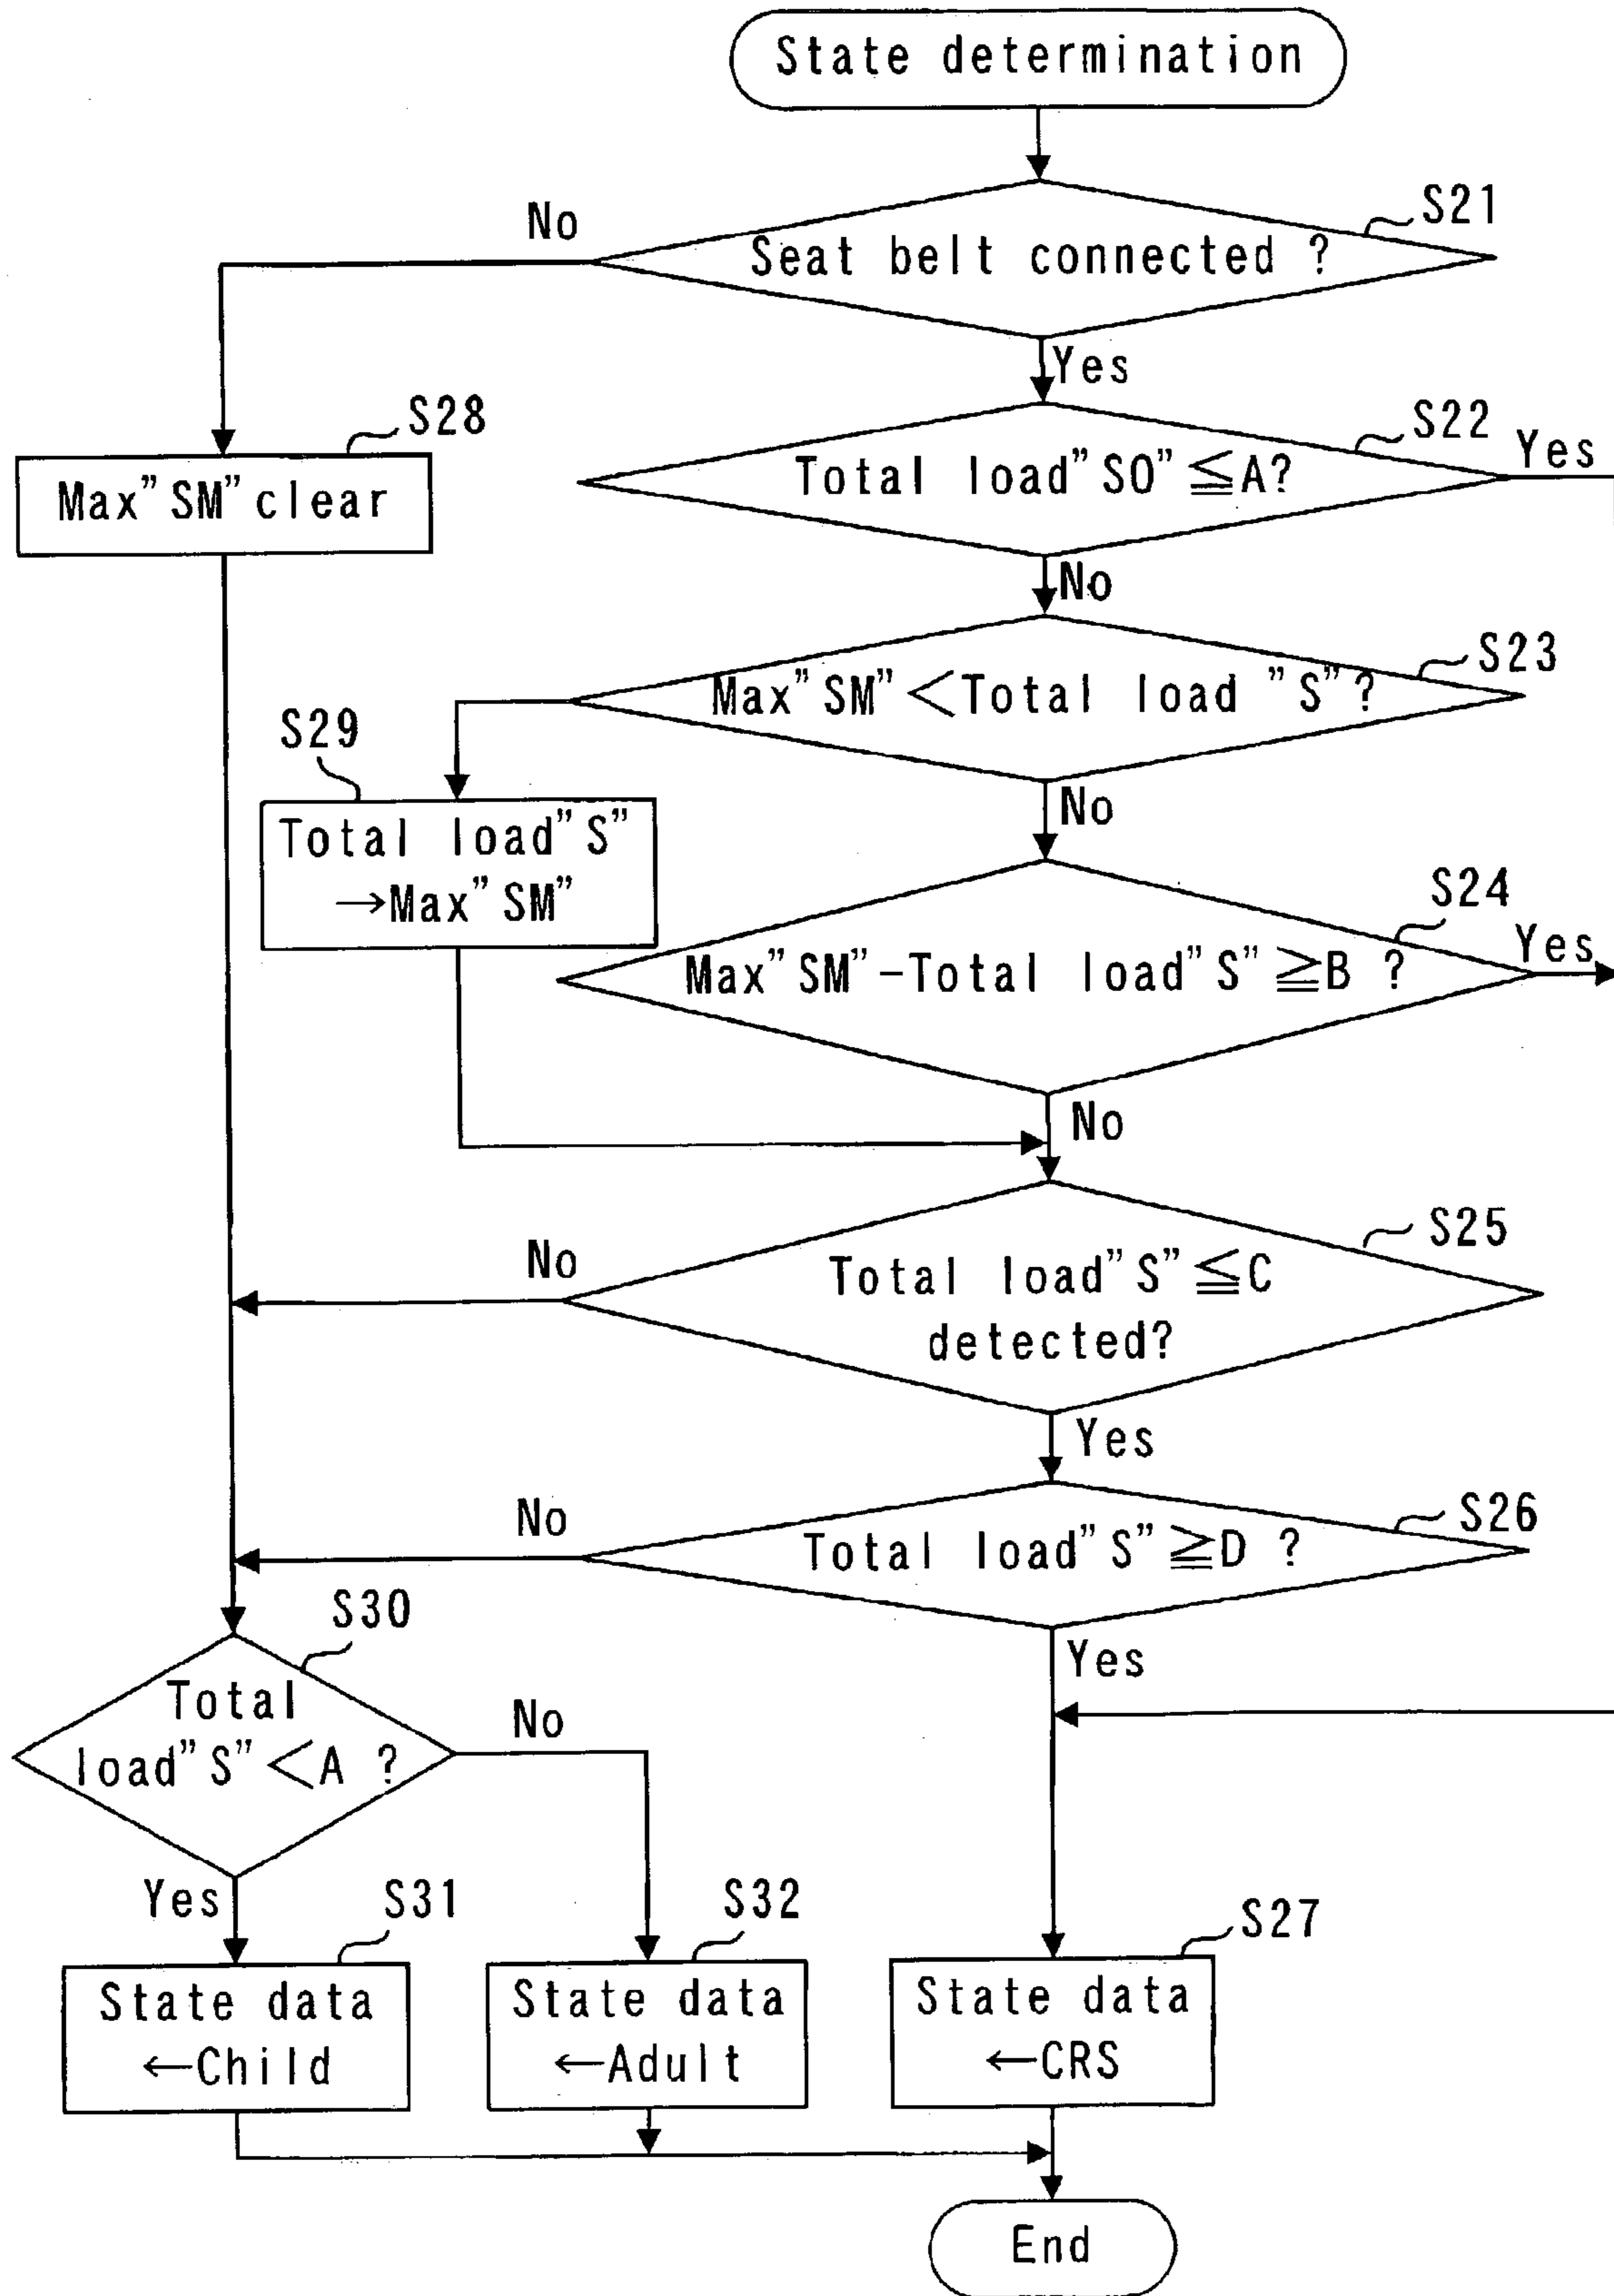 State determination
S21
No
Seat belt connected ?
Yes
S28
S22
Yes
Max"SM"clear
Total load"SO"≦A?
No
S23
Max"SM"<Total load "S"?
S29
No
Total load"S"
→Max"SM"
S24
Yes
Max"SM"-Total load"S"≧B ?
No
S25
No
Total load"S"≦C
detected?
Yes
S26
No
Total load"S"≧D ?
S30
Yes
Total
load"S"<A ?
No
Yes
S31
S32
S27
State data
←Child
State data
←Adult
State data
←CRS
End